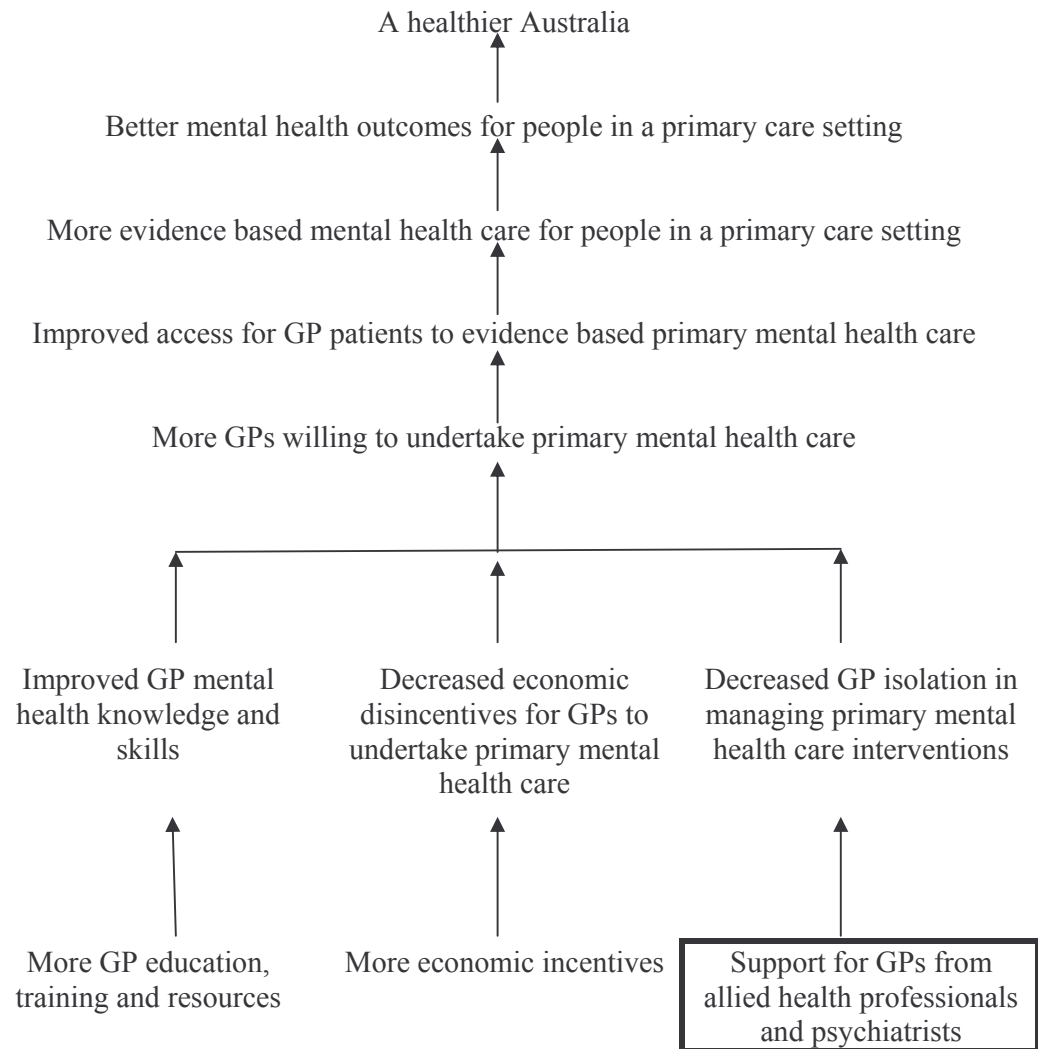 A healthier Australia
Better mental health outcomes for people in a primary care setting
More evidence based mental health care for people in a primary care setting
Improved access for GP patients to evidence based primary mental health care
More GPs willing to undertake primary mental health care
Improved GP mental
health knowledge and
skills
Decreased economic
disincentives for GPs to
undertake primary mental
health care
Decreased GP isolation in
managing primary mental
health care interventions
More GP education,
training and resources
More economic incentives
Support for GPs from
allied health professionals
and psychiatrists